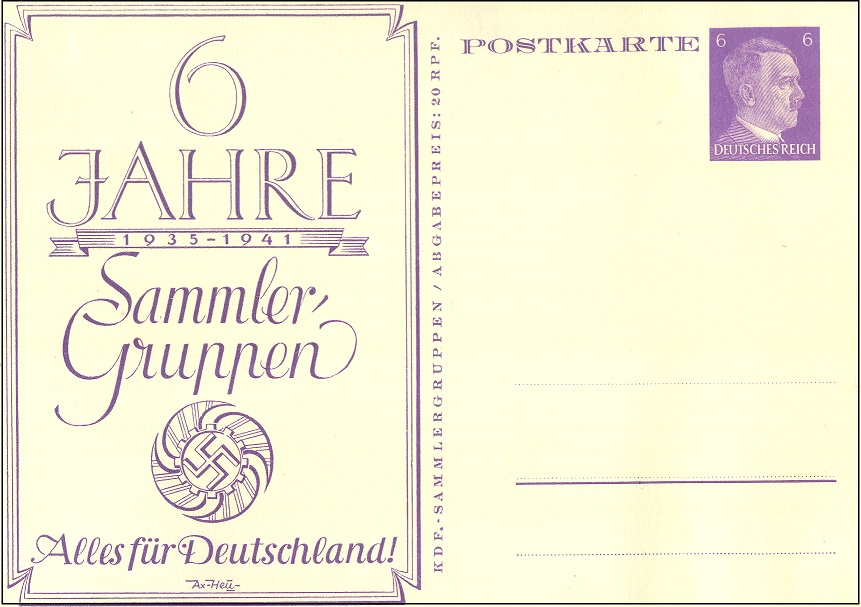 6
JAHRE
1935-1941
Sammler-
Gruppen
Alles für Deutschland!
Ax-Heu-
KDF.-SAMMLERGRUPPEN / ABGABEPREIS: 20 RPF.
POSTKARTE
6 6
DEUTSCHES REICH